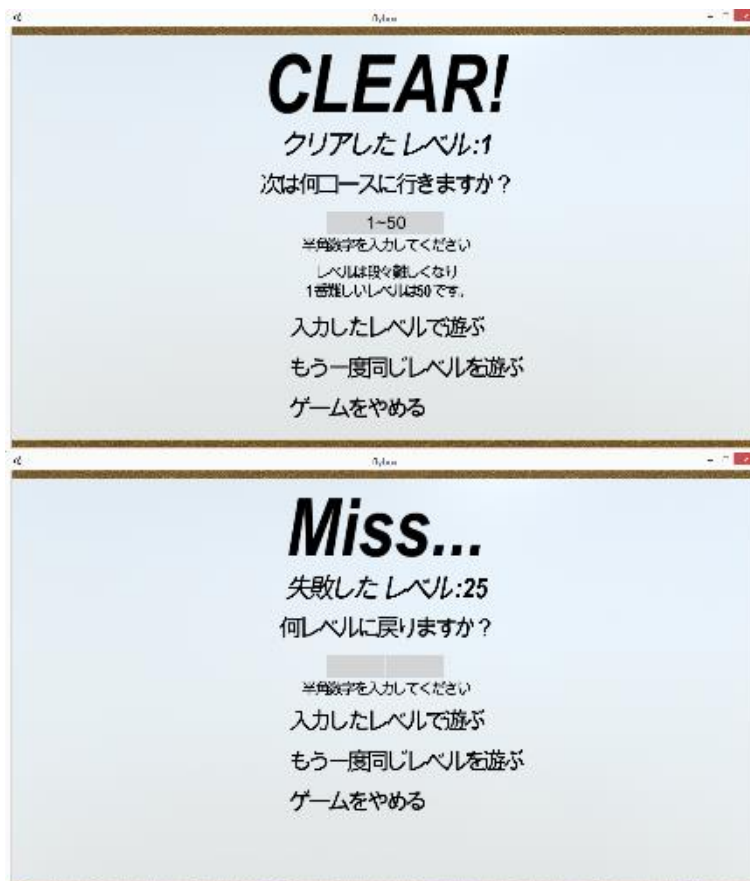 CLEAR!
クリアしたレベル:1
次は何コースに行きますか？
1~50
半角数字を入力してください
レベルは段々難しくなり
1番難しいレベルは50です。
入力したレベルで遊ぶ
もう一度同じレベルを遊ぶ
ゲームをやめる
Miss...
失敗したレベル:25
何レベルに戻りますか？
半角数字を入力してください
入力したレベルで遊ぶ
もう一度同じレベルを遊ぶ
ゲームをやめる